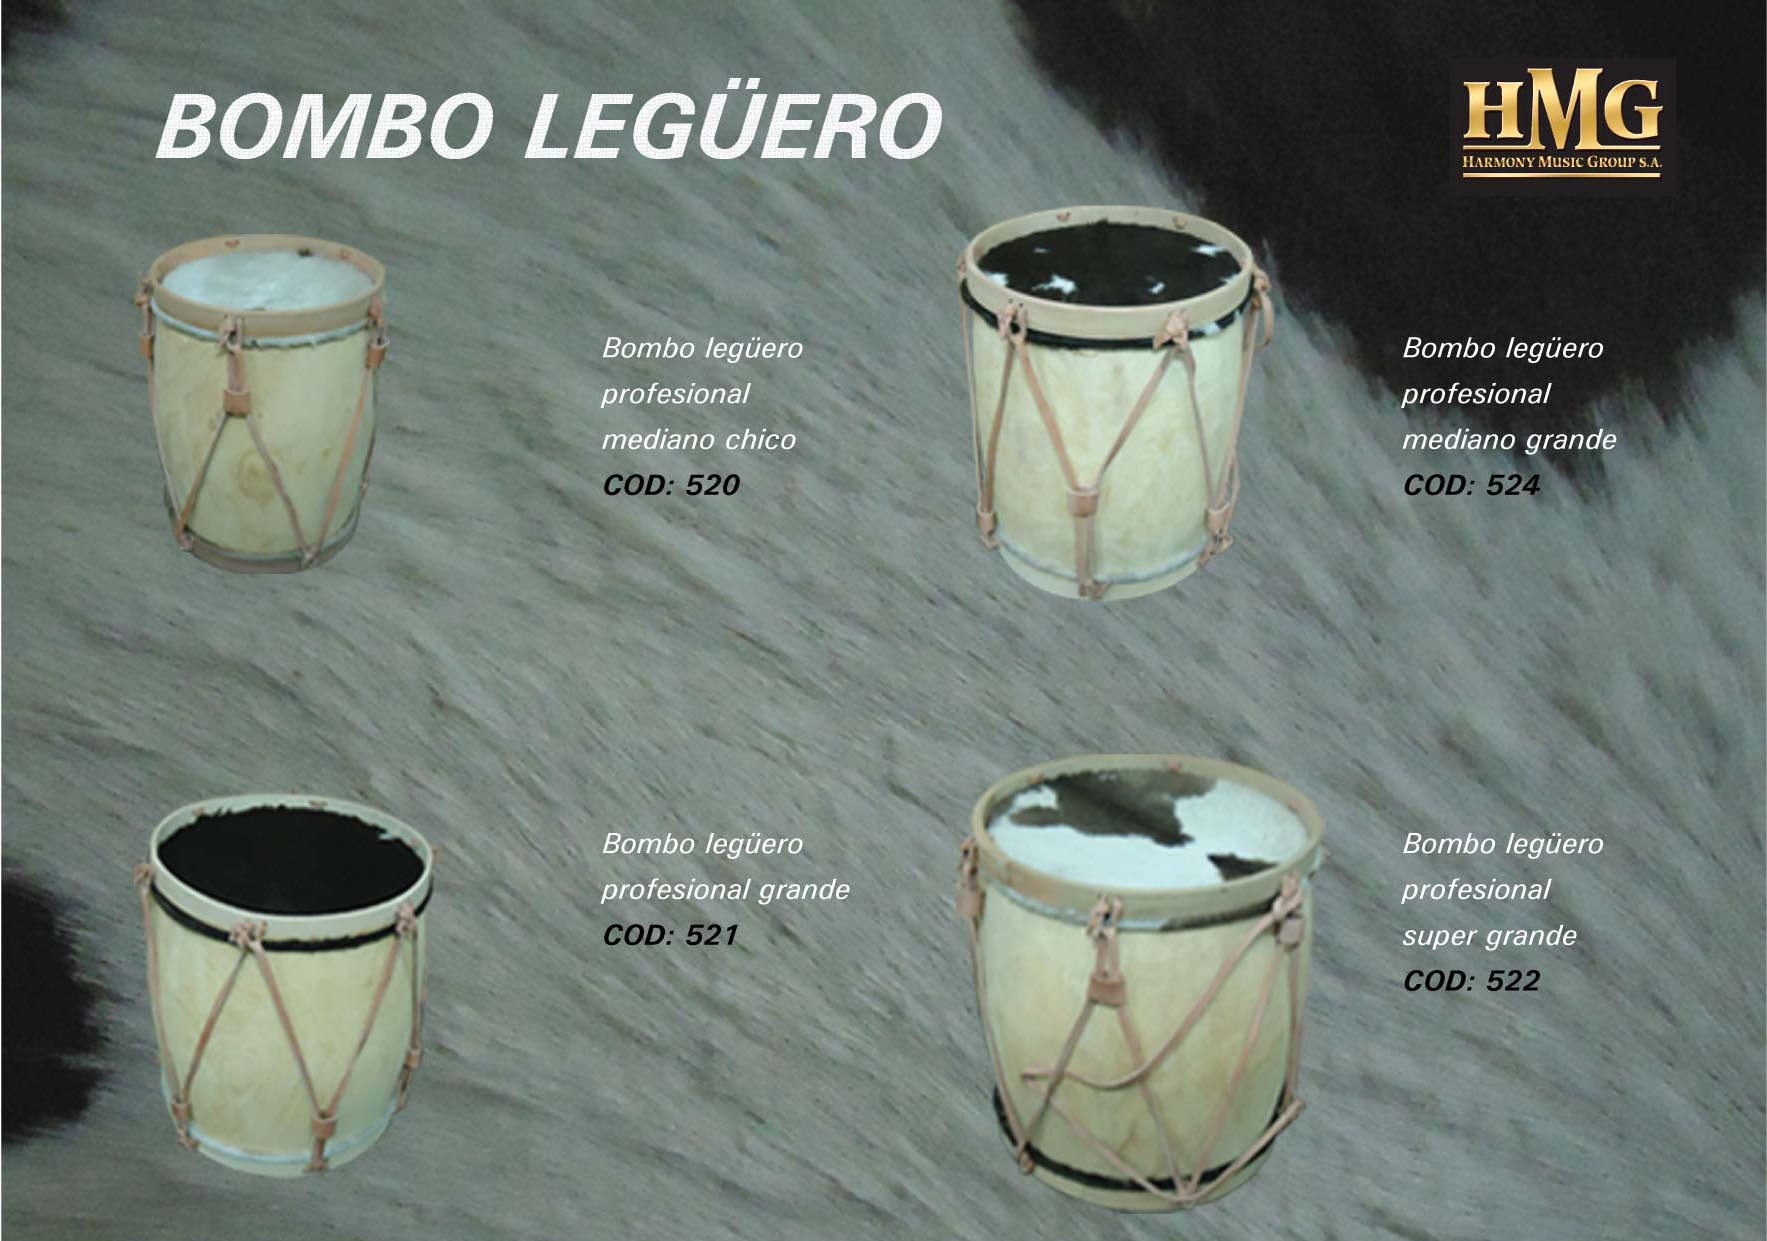 BOMBO LEGÜERO
HMG
HARMONY MUSIC GROUP S.A.
Bombo legüero
profesional
mediano chico
COD: 520
Bombo legüero
profesional
mediano grande
COD: 524
Bombo legüero
profesional grande
COD: 521
Bombo legüero
profesional
super grande
COD: 522